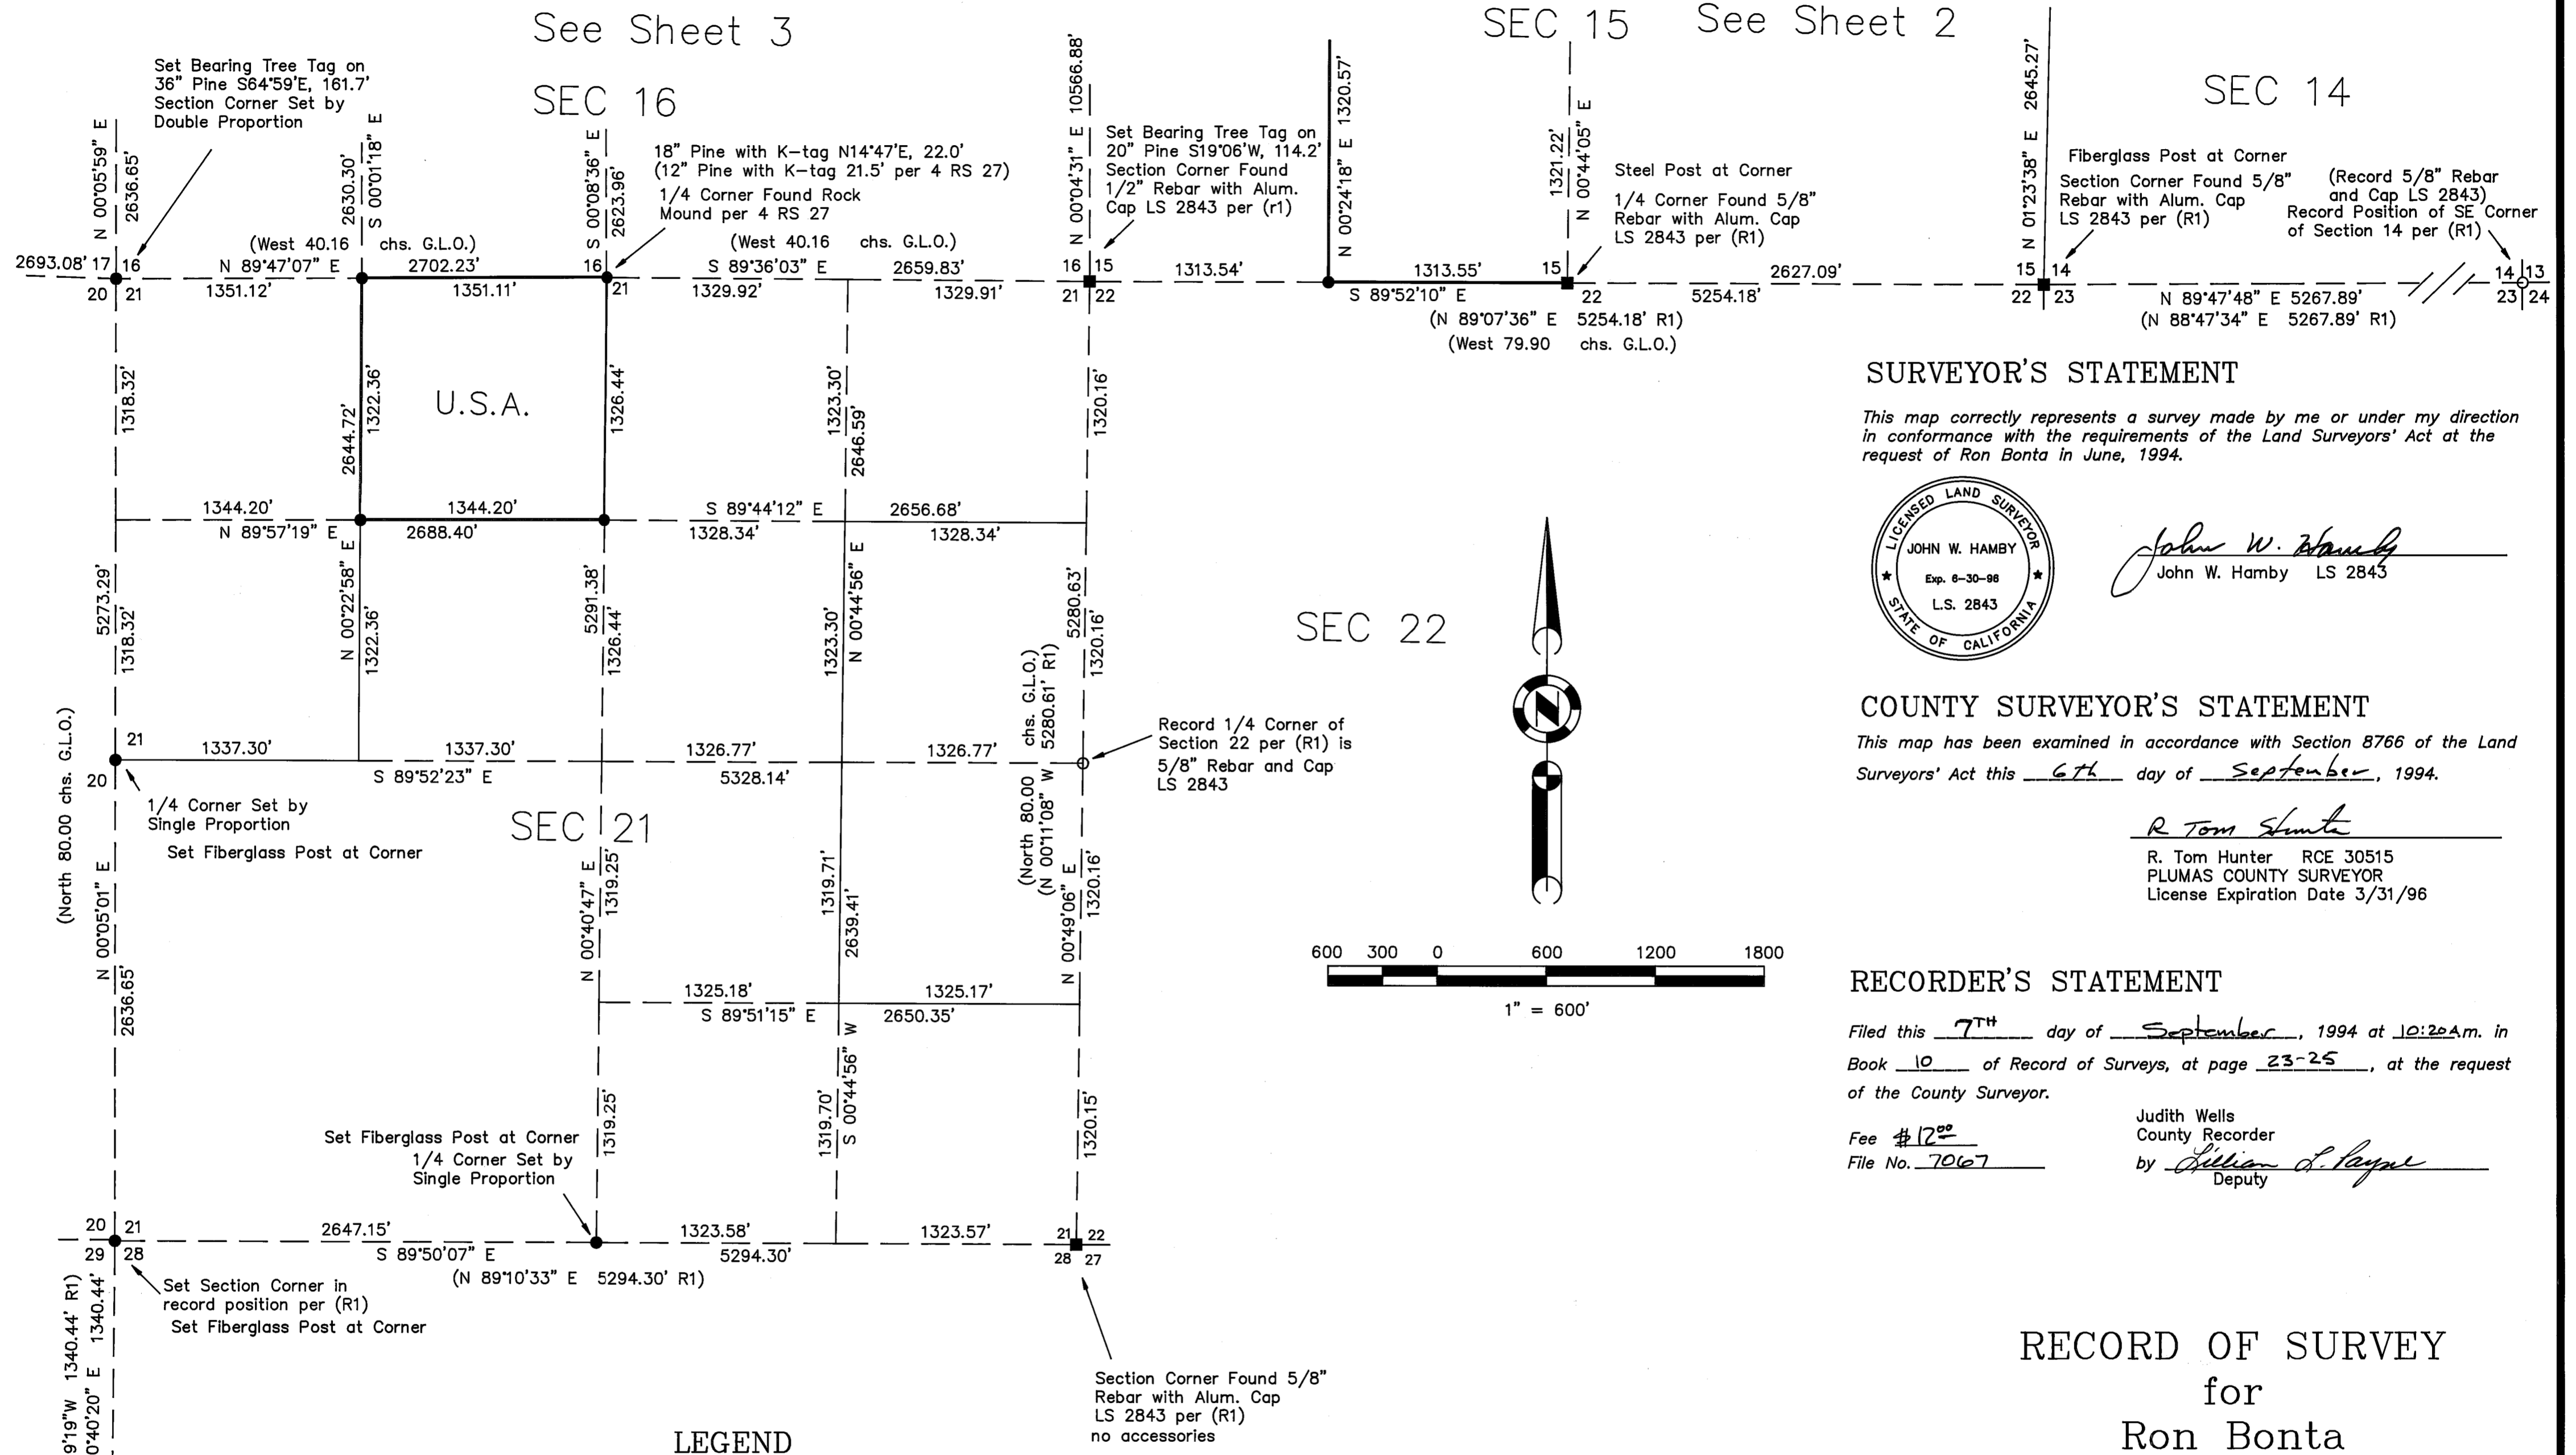 See Sheet 3
SEC 15 See Sheet 2
SEC 16
SEC 14
Set Bearing Tree Tag on
36" Pine S64°59'E, 161.7'
Section Corner Set by
Double Proportion
N 00°05'59" E
2636.65'
2630.30'
S 00°01'18" E
S 00°08'36" E
2623.96'
18" Pine with K-tag N14°47'E, 22.0'
(12" Pine with K-tag 21.5' per 4 RS 27)
1/4 Corner Found Rock
Mound per 4 RS 27
N 00°04'31" E 10566.88'
Set Bearing Tree Tag on
20" Pine S19°06'W, 114.2'
Section Corner Found
1/2" Rebar with Alum.
Cap LS 2843 per (r1)
N 00°24'18" E 1320.57'
1321.22'
N 00°44'05" E
Steel Post at Corner
1/4 Corner Found 5/8"
Rebar with Alum. Cap
LS 2843 per (R1)
N 01°23'38" E 2645.27'
Fiberglass Post at Corner
Section Corner Found 5/8"
Rebar with Alum. Cap
LS 2843 per (R1)
(Record 5/8" Rebar
and Cap LS 2843)
Record Position of SE Corner
of Section 14 per (R1)
(West 40.16 chs. G.L.O.)
(West 40.16 chs. G.L.O.)
2693.08' 17 16
N 89°47'07" E 2702.23'
16
S 89°36'03" E 2659.83'
16 15
1313.54'
1313.55'
15
2627.09'
15 14
14 13
20 21
1351.12'
1351.11'
21
1329.92'
1329.91'
21 22
S 89°52'10" E
22
5254.18'
22 23
N 89°47'48" E 5267.89'
23 24
(N 89°07'36" E 5254.18' R1)
(N 88°47'34" E 5267.89' R1)
(West 79.90 chs. G.L.O.)
1318.32'
2644.72'
1322.36'
U.S.A.
1326.44'
1323.30'
2646.59'
1320.16'
1344.20'
1344.20'
S 89°44'12" E 2656.68'
N 89°57'19" E 2688.40'
1328.34'
1328.34'
5273.29'
1318.32'
N 00°22'58" E
1322.36'
5291.38'
1326.44'
1323.30'
N 00°44'56" E
5280.63'
1320.16'
SEC 22
(North 80.00 chs. G.L.O.)
(N 00°11'08" W 5280.61' R1)
Record 1/4 Corner of
Section 22 per (R1) is
5/8" Rebar and Cap
LS 2843
21
20
1337.30'
1337.30'
1326.77'
1326.77'
S 89°52'23" E
5328.14'
1/4 Corner Set by
Single Proportion
Set Fiberglass Post at Corner
SEC 21
(North 80.00 chs. G.L.O.)
N 00°05'01" E
2636.65'
N 00°40'47" E
1319.25'
1319.71'
2639.41'
N 00°49'06" E
1320.16'
1325.18'
1325.17'
S 89°51'15" E
2650.35'
1319.25'
1319.70'
S 00°44'56" W
1320.15'
Set Fiberglass Post at Corner
1/4 Corner Set by
Single Proportion
20 21
2647.15'
1323.58'
1323.57'
21 22
29 28
S 89°50'07" E
5294.30'
28 27
(N 89°10'33" E 5294.30' R1)
Set Section Corner in
record position per (R1)
Set Fiberglass Post at Corner
9'19"W 1340.44' R1)
0°40'20" E 1340.44'
Section Corner Found 5/8"
Rebar with Alum. Cap
LS 2843 per (R1)
no accessories
LEGEND
N
600 300 0 600 1200 1800
1" = 600'
SURVEYOR'S STATEMENT
This map correctly represents a survey made by me or under my direction
in conformance with the requirements of the Land Surveyors' Act at the
request of Ron Bonta in June, 1994.
LICENSED LAND SURVEYOR
JOHN W. HAMBY
Exp. 6-30-96
L.S. 2843
STATE OF CALIFORNIA
John W. Hamby
John W. Hamby LS 2843
COUNTY SURVEYOR'S STATEMENT
This map has been examined in accordance with Section 8766 of the Land
Surveyors' Act this 6th day of September, 1994.
R Tom Hunter
R. Tom Hunter RCE 30515
PLUMAS COUNTY SURVEYOR
License Expiration Date 3/31/96
RECORDER'S STATEMENT
Filed this 7TH day of September, 1994 at 10:20 A.m. in
Book 10 of Record of Surveys, at page 23-25, at the request
of the County Surveyor.
Fee $12.00
File No. 7067
Judith Wells
County Recorder
by Lillian L. Payne
Deputy
RECORD OF SURVEY
for
Ron Bonta